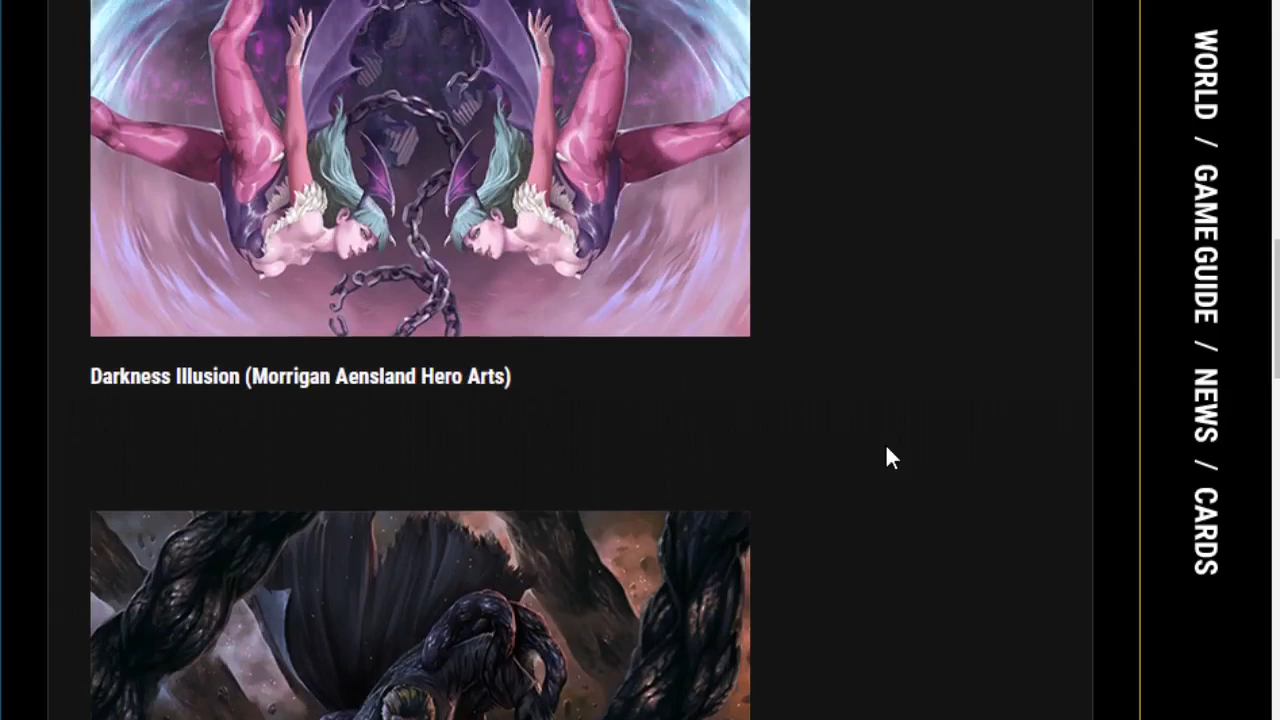 Darkness Illusion (Morrigan Aensland Hero Arts)
WORLD / GAME GUIDE / NEWS / CARDS